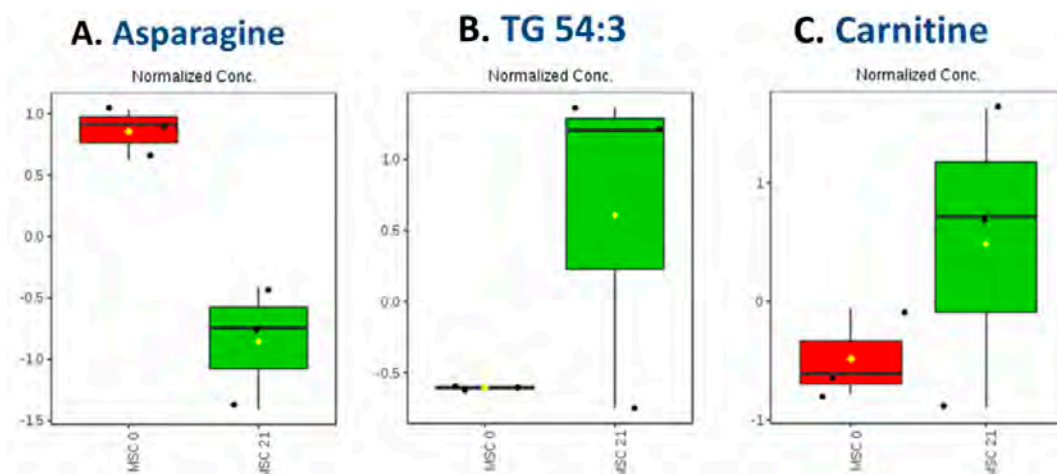 A. Asparagine
Normalized Conc.
1.0
0.5
0.0
-0.5
-1.0
-1.5
MSC 0
MSC 21
B. TG 54:3
Normalized Conc.
1.0
0.5
0.0
-0.5
MSC 0
MSC 21
C. Carnitine
Normalized Conc.
1
0
-1
MSC 0
MSC 21